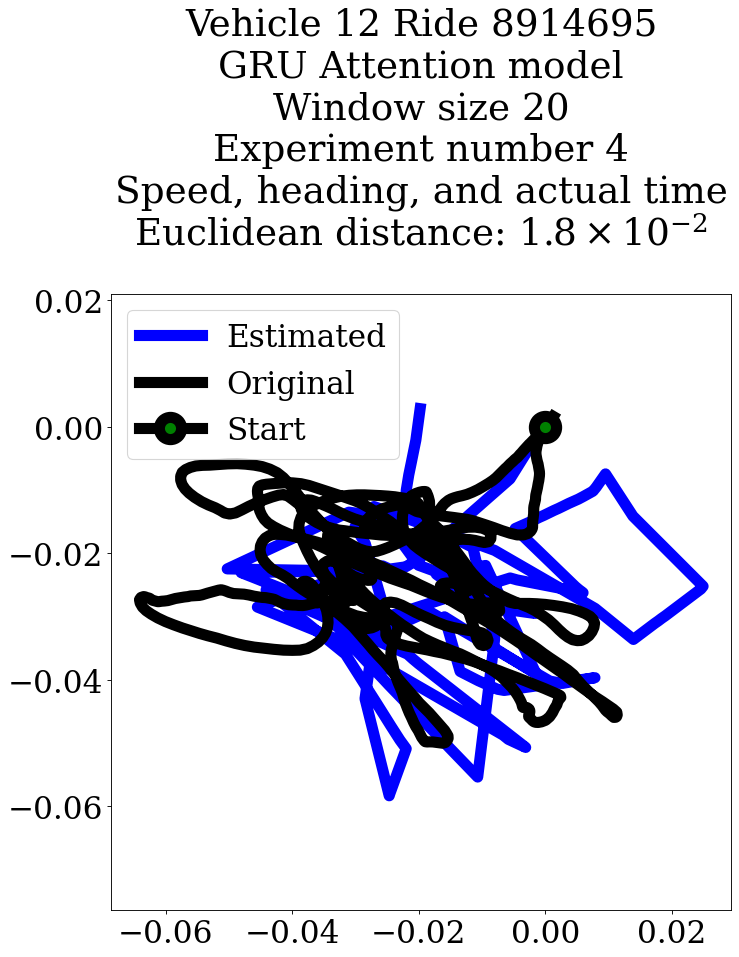 Vehicle 12 Ride 8914695
GRU Attention model
Window size 20
Experiment number 4
Speed, heading, and actual time
Euclidean distance: 1.8 × 10⁻²
0.02
0.00
−0.02
−0.04
−0.06
Estimated
Original
Start
−0.06
−0.04
−0.02
0.00
0.02